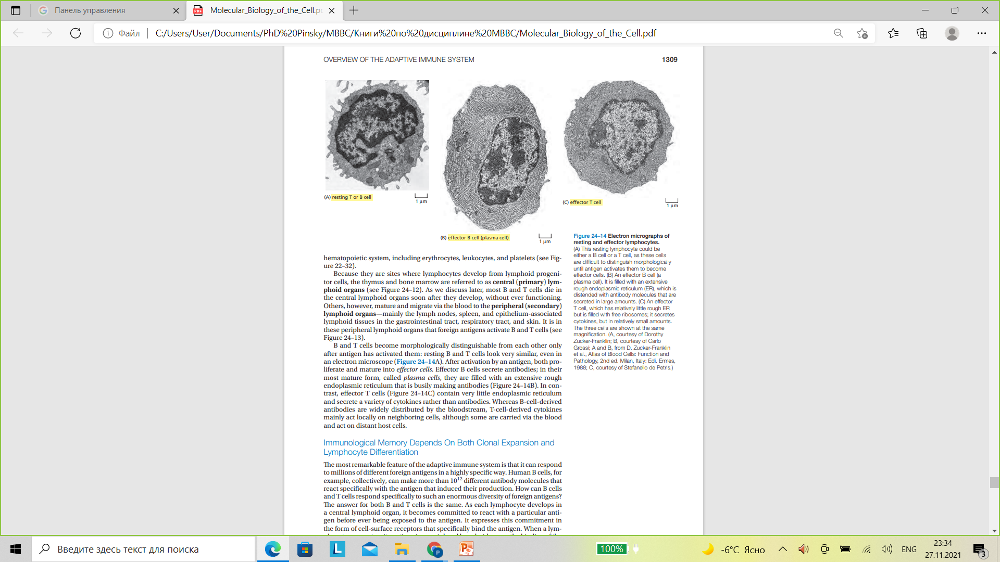 Панель управления
Molecular_Biology_of_the_Cell.p
Файл
C:/Users/User/Documents/PhD%20Pinsky/MBBC/Книги%20по%20дисциплине%20MBBC/Molecular_Biology_of_the_Cell.pdf
OVERVIEW OF THE ADAPTIVE IMMUNE SYSTEM
1309
(A) resting T or B cell
1 μm
(B) effector B cell (plasma cell)
1 μm
(C) effector T cell
1 μm
Figure 24–14 Electron micrographs of
resting and effector lymphocytes.
(A) This resting lymphocyte could be
either a B cell or a T cell, as these cells
are difficult to distinguish morphologically
until antigen activates them to become
effector cells. (B) An effector B cell (a
plasma cell). It is filled with an extensive
rough endoplasmic reticulum (ER), which is
distended with antibody molecules that are
secreted in large amounts. (C) An effector
T cell, which has relatively little rough ER
but is filled with free ribosomes; it secretes
cytokines, but in relatively small amounts.
The three cells are shown at the same
magnification. (A, courtesy of Dorothy
Zucker-Franklin; B, courtesy of Carlo
Grossi; A and B, from D. Zucker-Franklin
et al., Atlas of Blood Cells: Function and
Pathology, 2nd ed. Milan, Italy: Edi. Ermes,
1988; C, courtesy of Stefanello de Petris.)
hematopoietic system, including erythrocytes, leukocytes, and platelets (see Fig-
ure 22–32).
Because they are sites where lymphocytes develop from lymphoid progeni-
tor cells, the thymus and bone marrow are referred to as central (primary) lym-
phoid organs (see Figure 24–12). As we discuss later, most B and T cells die in
the central lymphoid organs soon after they develop, without ever functioning.
Others, however, mature and migrate via the blood to the peripheral (secondary)
lymphoid organs—mainly the lymph nodes, spleen, and epithelium-associated
lymphoid tissues in the gastrointestinal tract, respiratory tract, and skin. It is in
these peripheral lymphoid organs that foreign antigens activate B and T cells (see
Figure 24–13).
B and T cells become morphologically distinguishable from each other only
after antigen has activated them: resting B and T cells look very similar, even in
an electron microscope (Figure 24–14A). After activation by an antigen, both pro-
liferate and mature into effector cells. Effector B cells secrete antibodies; in their
most mature form, called plasma cells, they are filled with an extensive rough
endoplasmic reticulum that is busily making antibodies (Figure 24–14B). In con-
trast, effector T cells (Figure 24–14C) contain very little endoplasmic reticulum
and secrete a variety of cytokines rather than antibodies. Whereas B-cell-derived
antibodies are widely distributed by the bloodstream, T-cell-derived cytokines
mainly act locally on neighboring cells, although some are carried via the blood
and act on distant host cells.
Immunological Memory Depends On Both Clonal Expansion and
Lymphocyte Differentiation
The most remarkable feature of the adaptive immune system is that it can respond
to millions of different foreign antigens in a highly specific way. Human B cells, for
example, collectively, can make more than 10¹² different antibody molecules that
react specifically with the antigen that induced their production. How can B cells
and T cells respond specifically to such an enormous diversity of foreign antigens?
The answer for both B and T cells is the same. As each lymphocyte develops in
a central lymphoid organ, it becomes committed to react with a particular anti-
gen before ever being exposed to the antigen. It expresses this commitment in
the form of cell-surface receptors that specifically bind the antigen. When a lym-
Введите здесь текст для поиска
100%
-6°C Ясно
ENG
23:34
27.11.2021
3